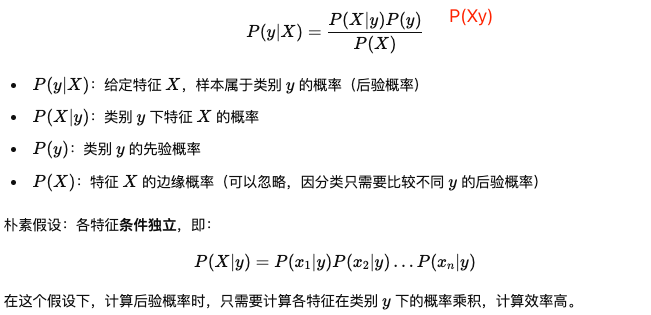 P(y|X) = P(X|y)P(y) / P(X) P(Xy)
• P(y|X)：给定特征 X，样本属于类别 y 的概率（后验概率）
• P(X|y)：类别 y 下特征 X 的概率
• P(y)：类别 y 的先验概率
• P(X)：特征 X 的边缘概率（可以忽略，因分类只需要比较不同 y 的后验概率）
朴素假设：各特征条件独立，即：
P(X|y) = P(x₁|y)P(x₂|y)…P(xₙ|y)
在这个假设下，计算后验概率时，只需要计算各特征在类别 y 下的概率乘积，计算效率高。